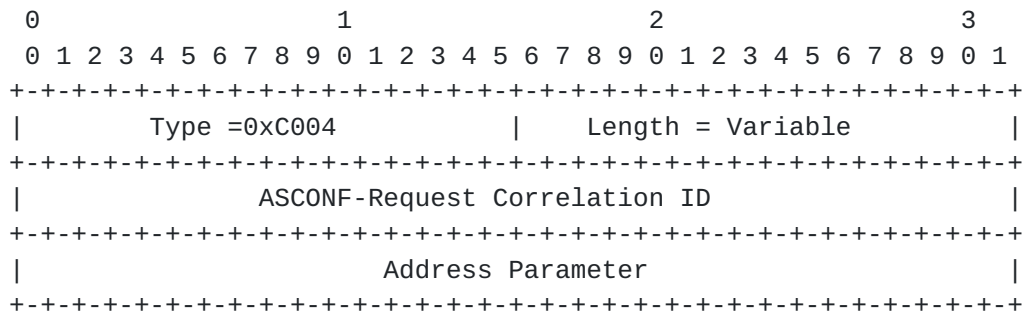 0                   1                   2                   3
0 1 2 3 4 5 6 7 8 9 0 1 2 3 4 5 6 7 8 9 0 1 2 3 4 5 6 7 8 9 0 1
+-+-+-+-+-+-+-+-+-+-+-+-+-+-+-+-+-+-+-+-+-+-+-+-+-+-+-+-+-+-+-+-+
|        Type =0xC004           |    Length = Variable          |
+-+-+-+-+-+-+-+-+-+-+-+-+-+-+-+-+-+-+-+-+-+-+-+-+-+-+-+-+-+-+-+-+
|               ASCONF-Request Correlation ID                   |
+-+-+-+-+-+-+-+-+-+-+-+-+-+-+-+-+-+-+-+-+-+-+-+-+-+-+-+-+-+-+-+-+
|                       Address Parameter                       |
+-+-+-+-+-+-+-+-+-+-+-+-+-+-+-+-+-+-+-+-+-+-+-+-+-+-+-+-+-+-+-+-+